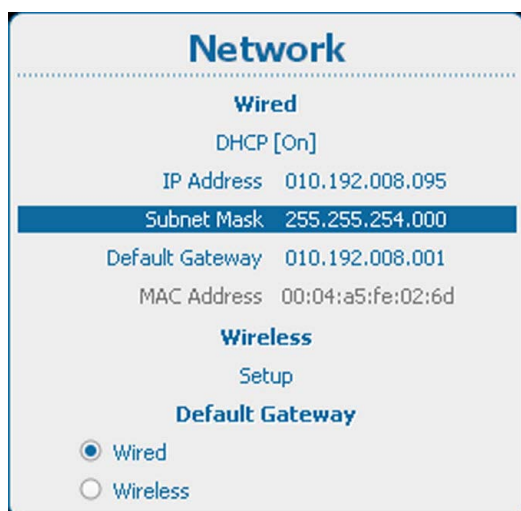 Network
Wired
DHCP [On]
IP Address 010.192.008.095
Subnet Mask 255.255.254.000
Default Gateway 010.192.008.001
MAC Address 00:04:a5:fe:02:6d
Wireless
Setup
Default Gateway
Wired
Wireless